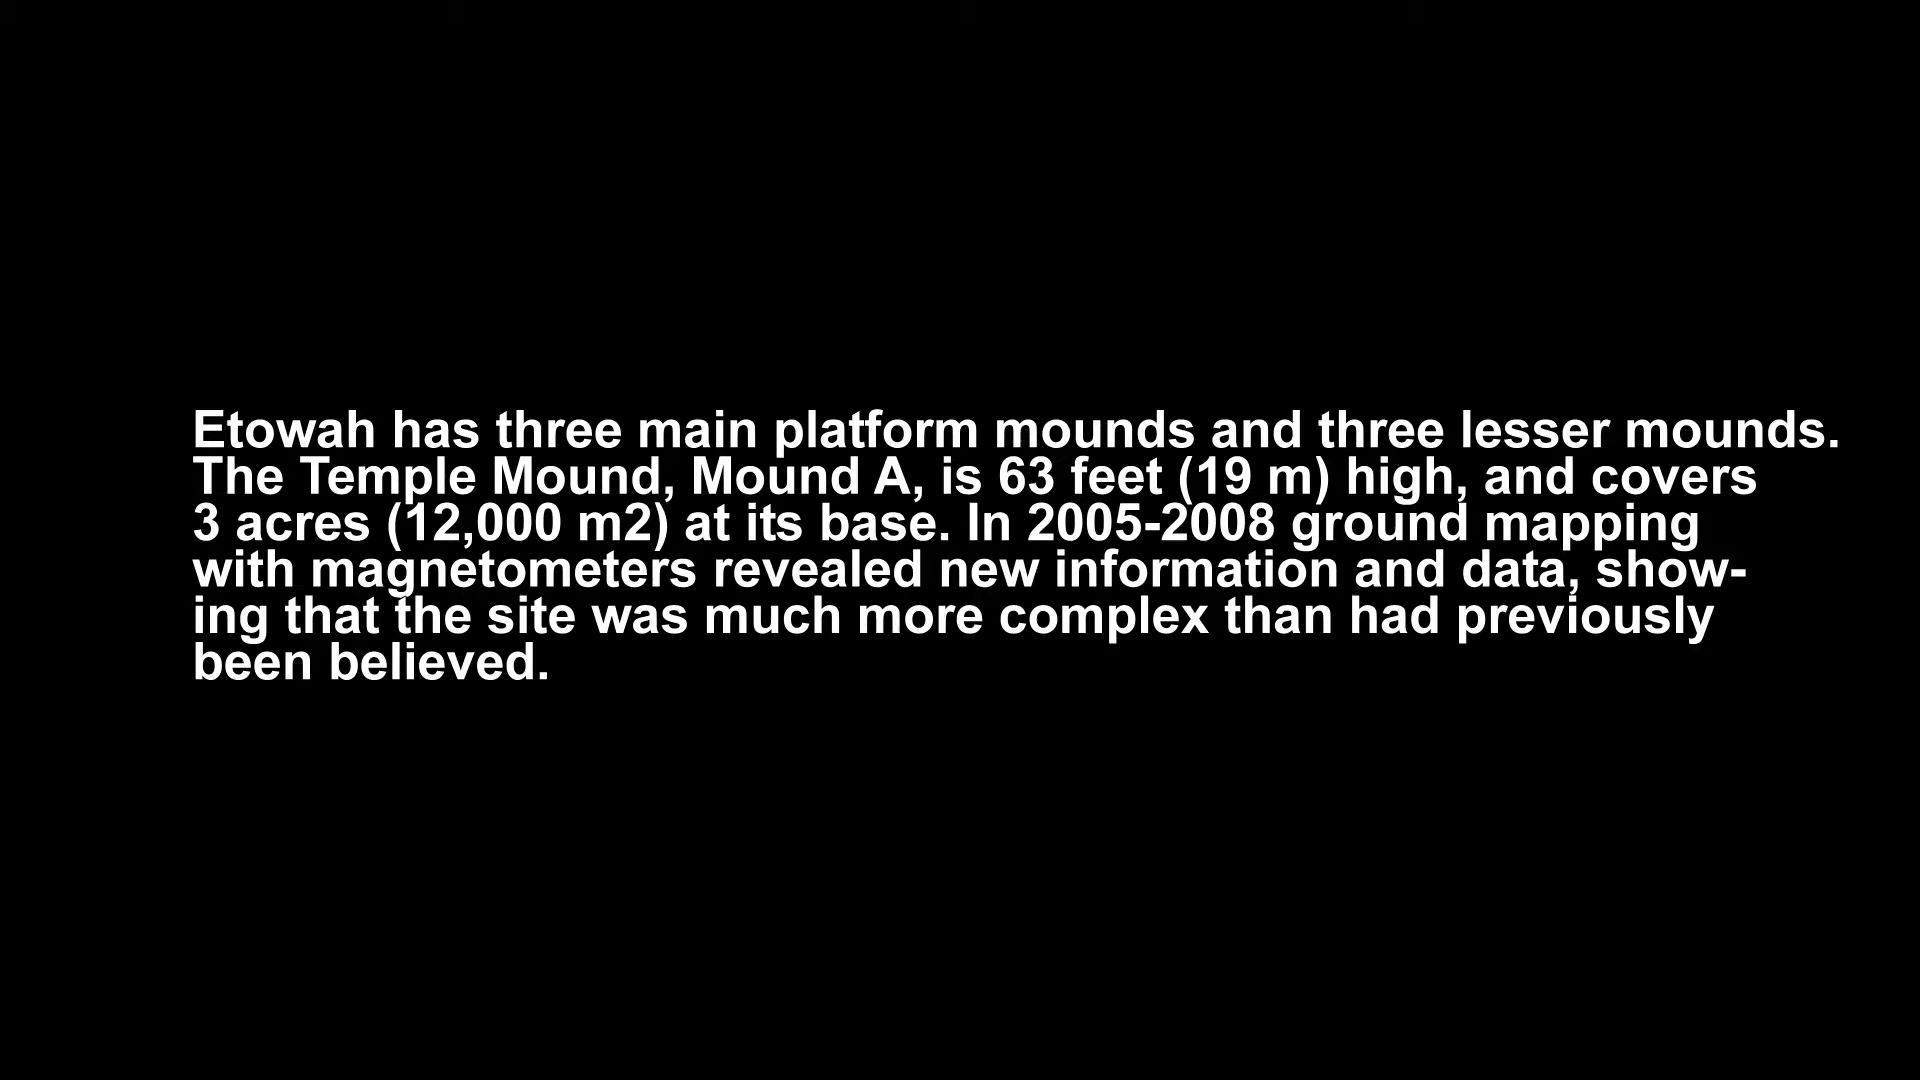 Etowah has three main platform mounds and three lesser mounds.
The Temple Mound, Mound A, is 63 feet (19 m) high, and covers
3 acres (12,000 m2) at its base. In 2005-2008 ground mapping
with magnetometers revealed new information and data, show-
ing that the site was much more complex than had previously
been believed.